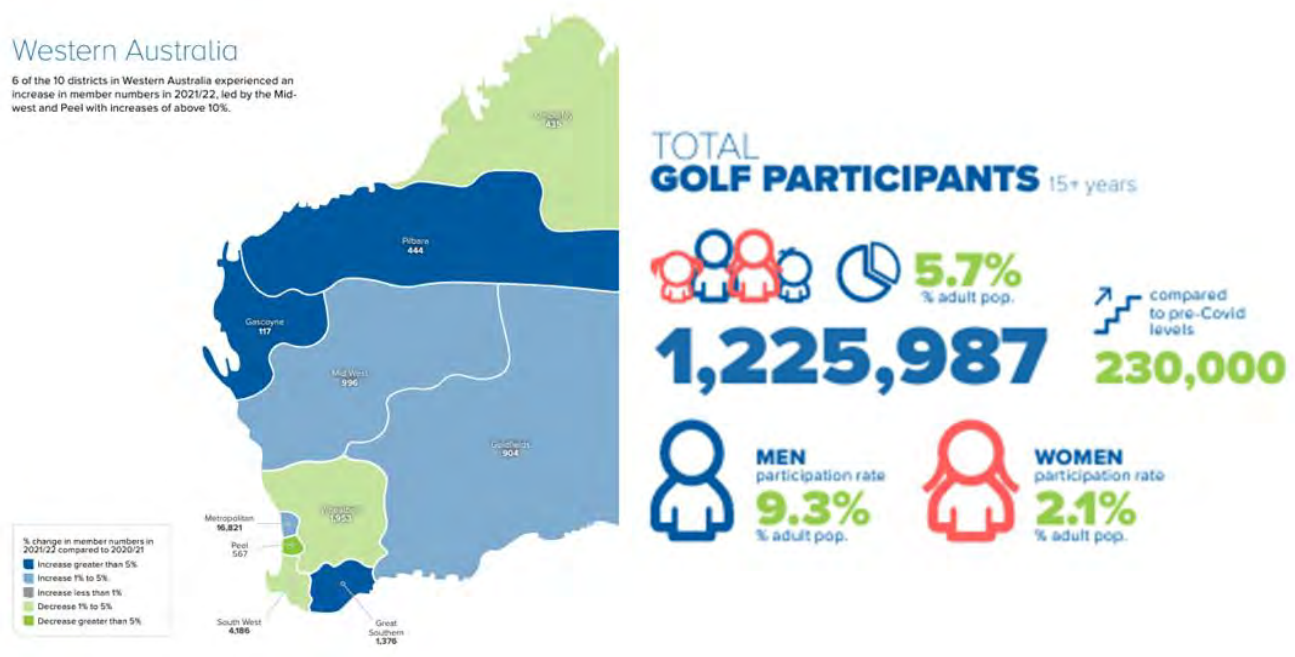 Western Australia
6 of the 10 districts in Western Australia experienced an
increase in member numbers in 2021/22, led by the Mid-
west and Peel with increases of above 10%.
435
Pilbara
444
Gascoyne
117
Mid West
996
Goldfields
904
Wheatbelt
1,953
Metropolitan
16,821
Peel
567
South West
4,186
Great
Southern
1,376
% change in member numbers in
2021/22 compared to 2020/21
Increase greater than 5%
Increase 1% to 5%
Increase less than 1%
Decrease 1% to 5%
Decrease greater than 5%
TOTAL
GOLF PARTICIPANTS 15+ years
5.7%
% adult pop.
1,225,987
compared
to pre-Covid
levels
230,000
MEN
participation rate
9.3%
% adult pop.
WOMEN
participation rate
2.1%
% adult pop.